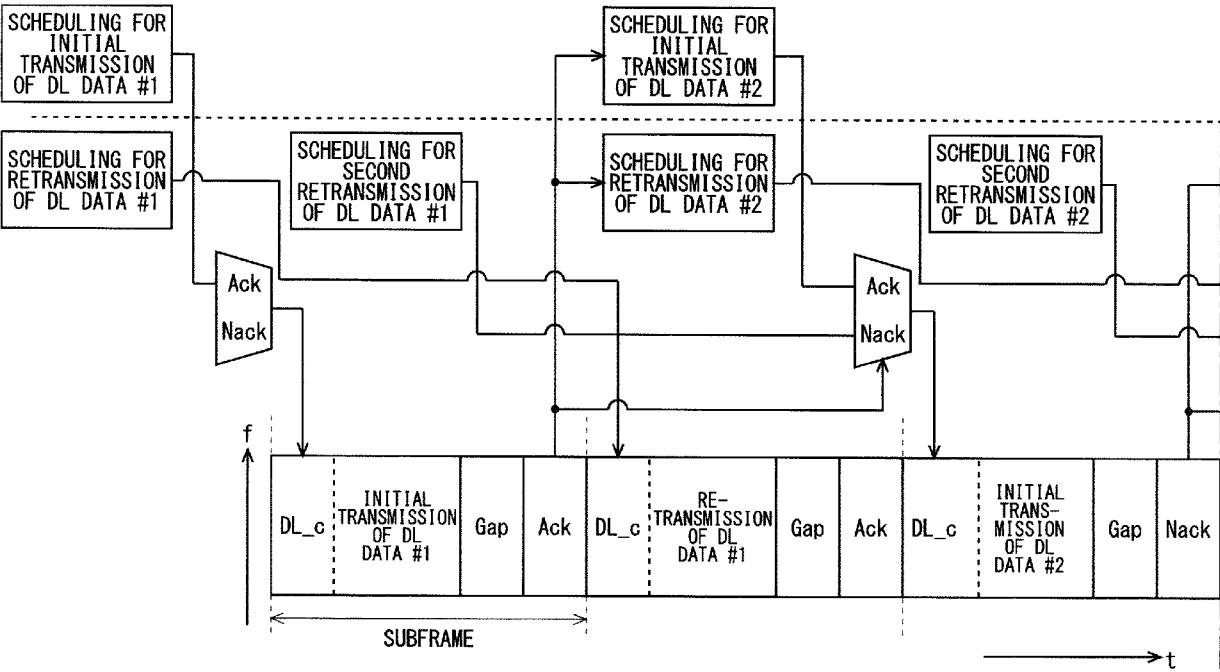 SCHEDULING FOR
INITIAL
TRANSMISSION
OF DL DATA #1
SCHEDULING FOR
INITIAL
TRANSMISSION
OF DL DATA #2
SCHEDULING FOR
RETRANSMISSION
OF DL DATA #1
SCHEDULING FOR
SECOND
RETRANSMISSION
OF DL DATA #1
SCHEDULING FOR
RETRANSMISSION
OF DL DATA #2
SCHEDULING FOR
SECOND
RETRANSMISSION
OF DL DATA #2
Ack
Nack
Ack
Nack
f
DL_c
INITIAL
TRANSMISSION
OF DL
DATA #1
Gap
Ack
DL_c
RE-
TRANSMISSION
OF DL
DATA #1
Gap
Ack
DL_c
INITIAL
TRANS-
MISSION
OF DL
DATA #2
Gap
Nack
SUBFRAME
t